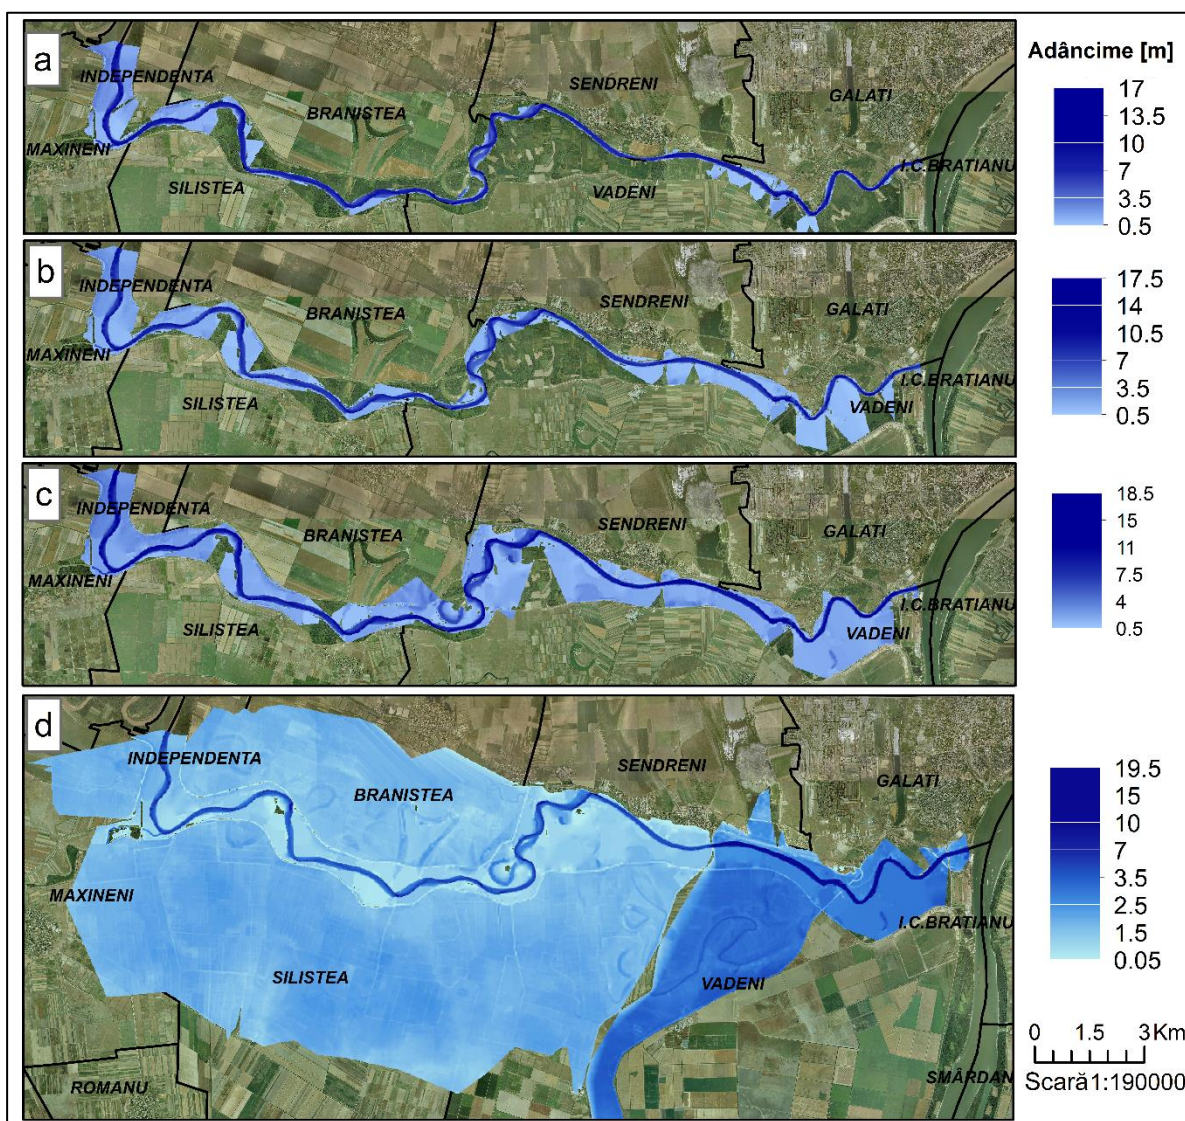 a
INDEPENDENTA
MAXINENI
BRANISTEA
SILISTEA
SENDRENI
VADENI
GALATI
I.C.BRATIANU
Adâncime [m]
17
13.5
10
7
3.5
0.5
b
INDEPENDENTA
MAXINENI
BRANISTEA
SILISTEA
SENDRENI
GALATI
I.C.BRATIANU
VADENI
17.5
14
10.5
7
3.5
0.5
c
INDEPENDENTA
MAXINENI
BRANISTEA
SILISTEA
SENDRENI
GALATI
I.C.BRATIANU
VADENI
18.5
15
11
7.5
4
0.5
d
INDEPENDENTA
BRANISTEA
SENDRENI
GALATI
MAXINENI
SILISTEA
VADENI
I.C.BRATIANU
ROMANU
SMÂRDAN
19.5
15
10
7
3.5
2.5
1.5
0.05
0 1.5 3Km
Scară1:190000